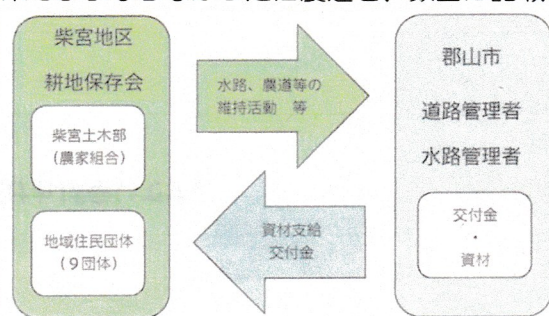 柴宮地区
耕地保存会
柴宮土木部
(農家組合)
地域住民団体
(9団体)
水路、農道等の
維持活動 等
資材支給
交付金
郡山市
道路管理者
水路管理者
交付金
・
資材